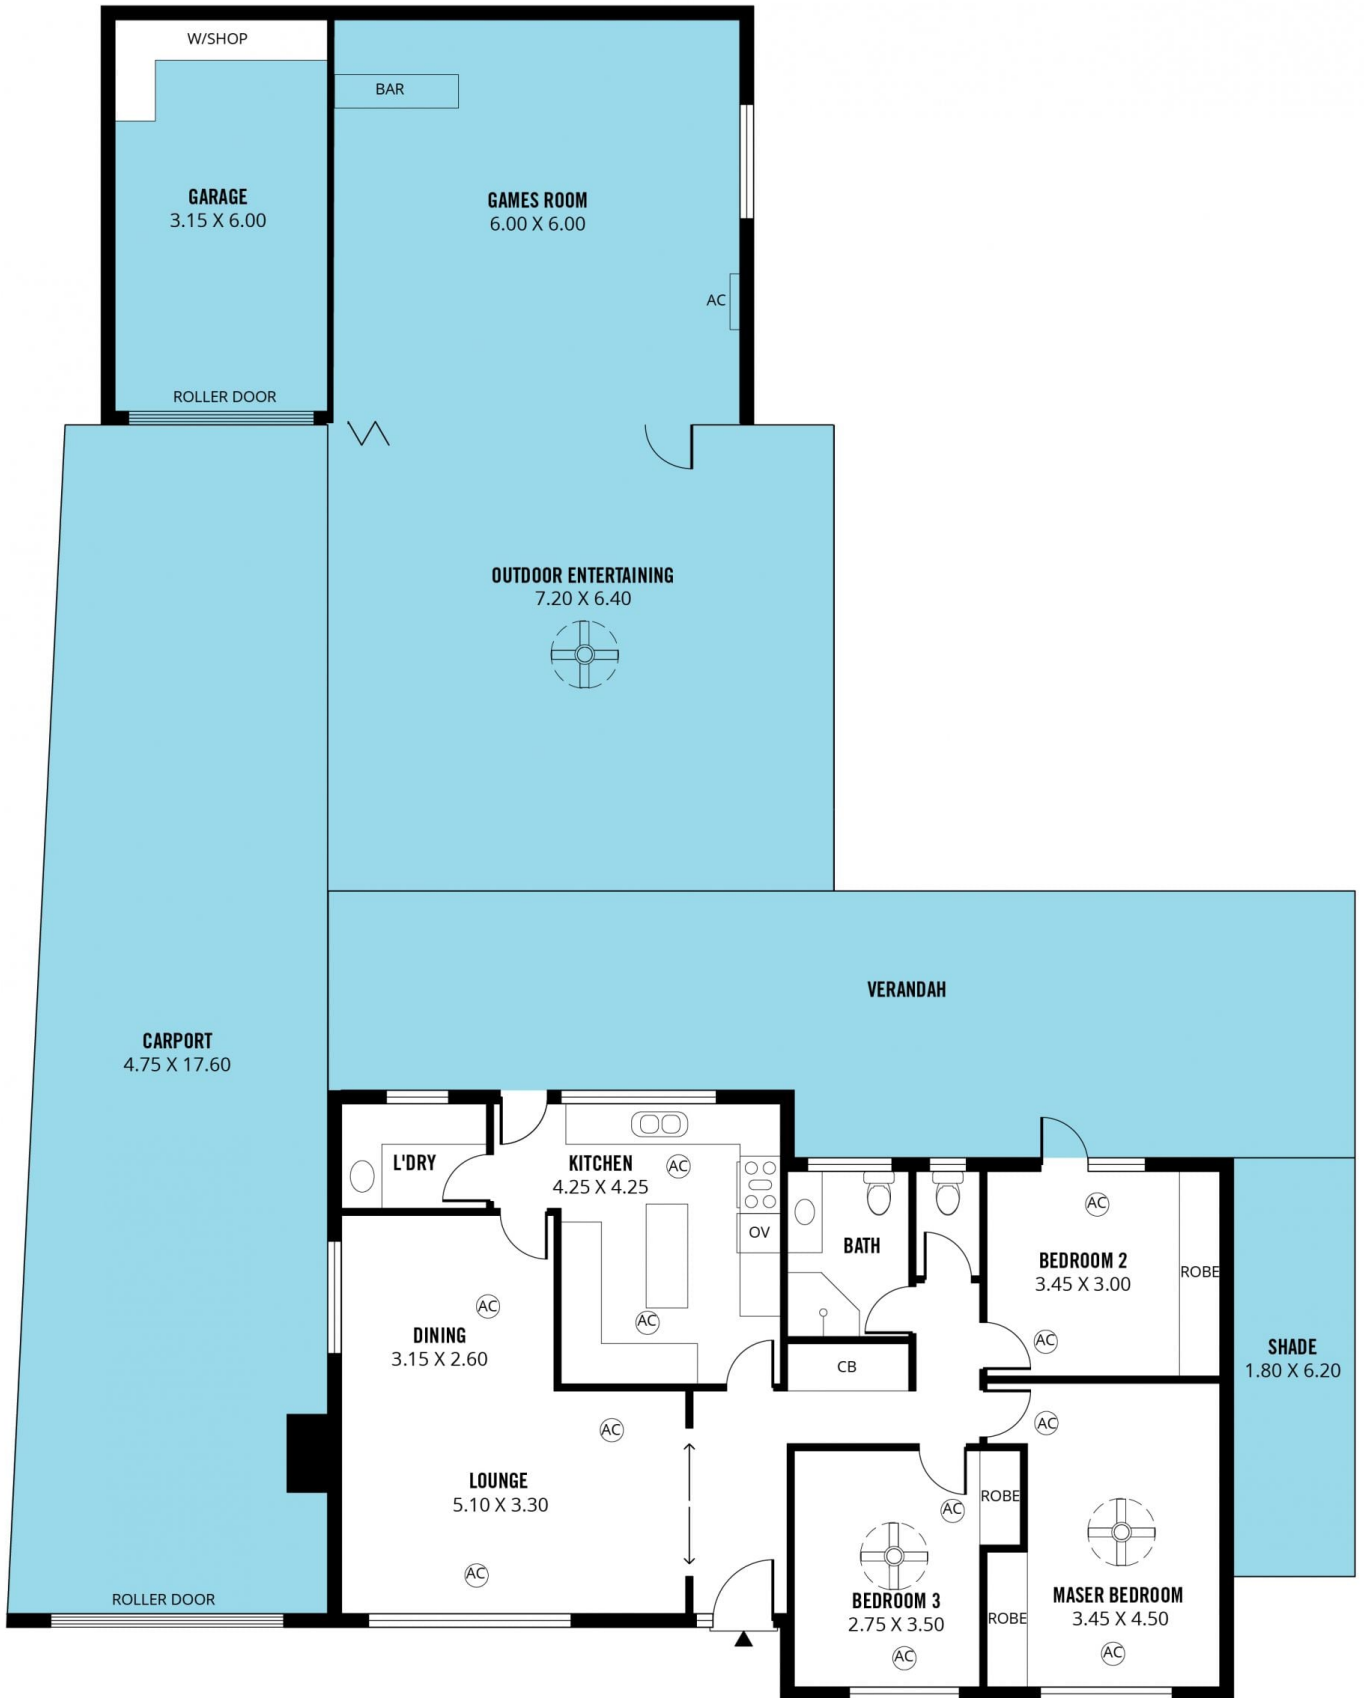 W/SHOP
BAR
GARAGE
3.15 X 6.00
GAMES ROOM
6.00 X 6.00
AC
ROLLER DOOR
OUTDOOR ENTERTAINING
7.20 X 6.40
VERANDAH
CARPORT
4.75 X 17.60
L'DRY
KITCHEN
4.25 X 4.25
AC
OV
BATH
AC
BEDROOM 2
3.45 X 3.00
ROBE
AC
DINING
3.15 X 2.60
AC
CB
AC
SHADE
1.80 X 6.20
AC
AC
LOUNGE
5.10 X 3.30
AC
ROBE
AC
ROLLER DOOR
BEDROOM 3
2.75 X 3.50
AC
ROBE
MASER BEDROOM
3.45 X 4.50
AC